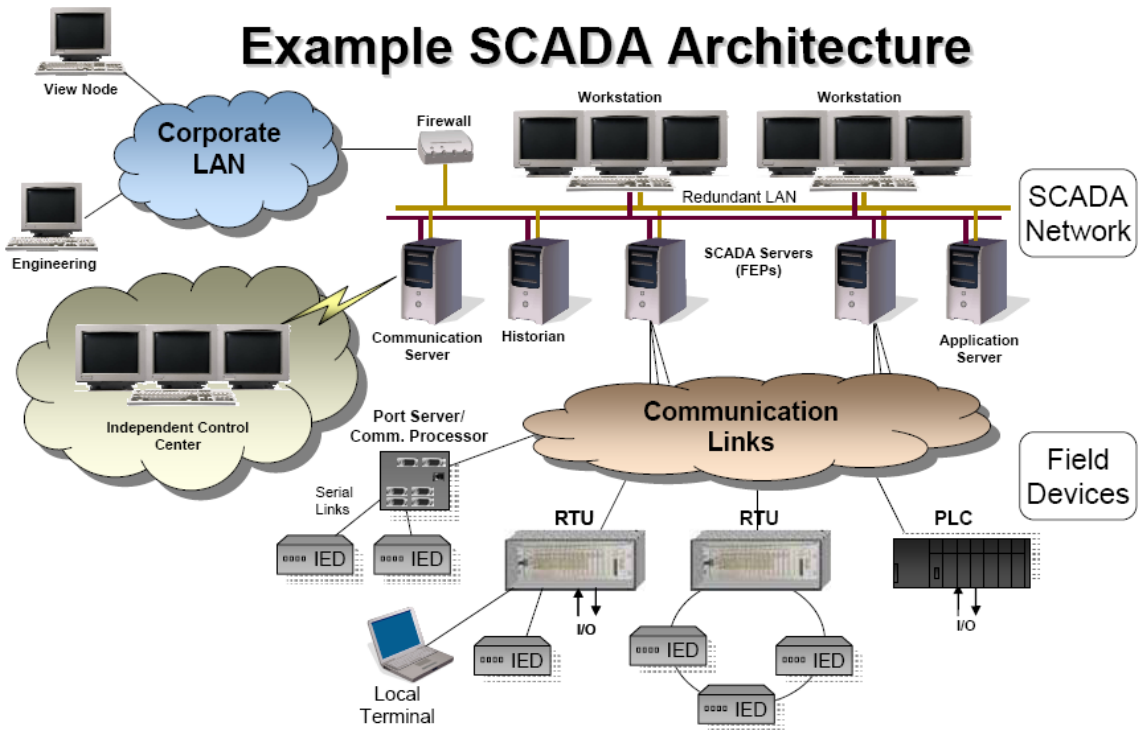 Example SCADA Architecture
View Node
Corporate
LAN
Engineering
Firewall
Workstation
Workstation
Redundant LAN
SCADA
Network
SCADA Servers
(FEPs)
Communication
Server
Historian
Application
Server
Independent Control
Center
Port Server/
Comm. Processor
Communication
Links
Field
Devices
Serial
Links
IED
IED
RTU
RTU
PLC
I/O
I/O
IED
IED
IED
IED
Local
Terminal